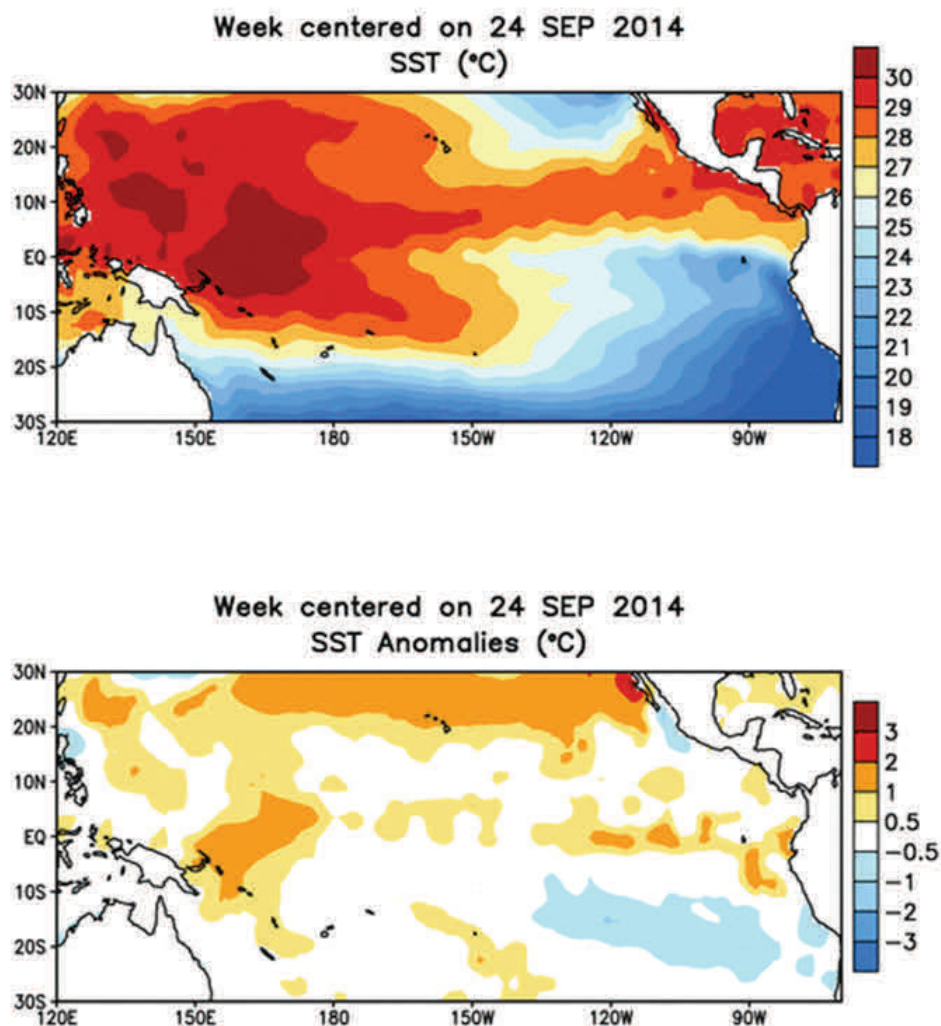 Week centered on 24 SEP 2014
SST (°C)
30N
20N
10N
EQ
10S
20S
30S
120E 150E 180 150W 120W 90W
30
29
28
27
26
25
24
23
22
21
20
19
18
Week centered on 24 SEP 2014
SST Anomalies (°C)
30N
20N
10N
EQ
10S
20S
30S
120E 150E 180 150W 120W 90W
3
2
1
0.5
-0.5
-1
-2
-3